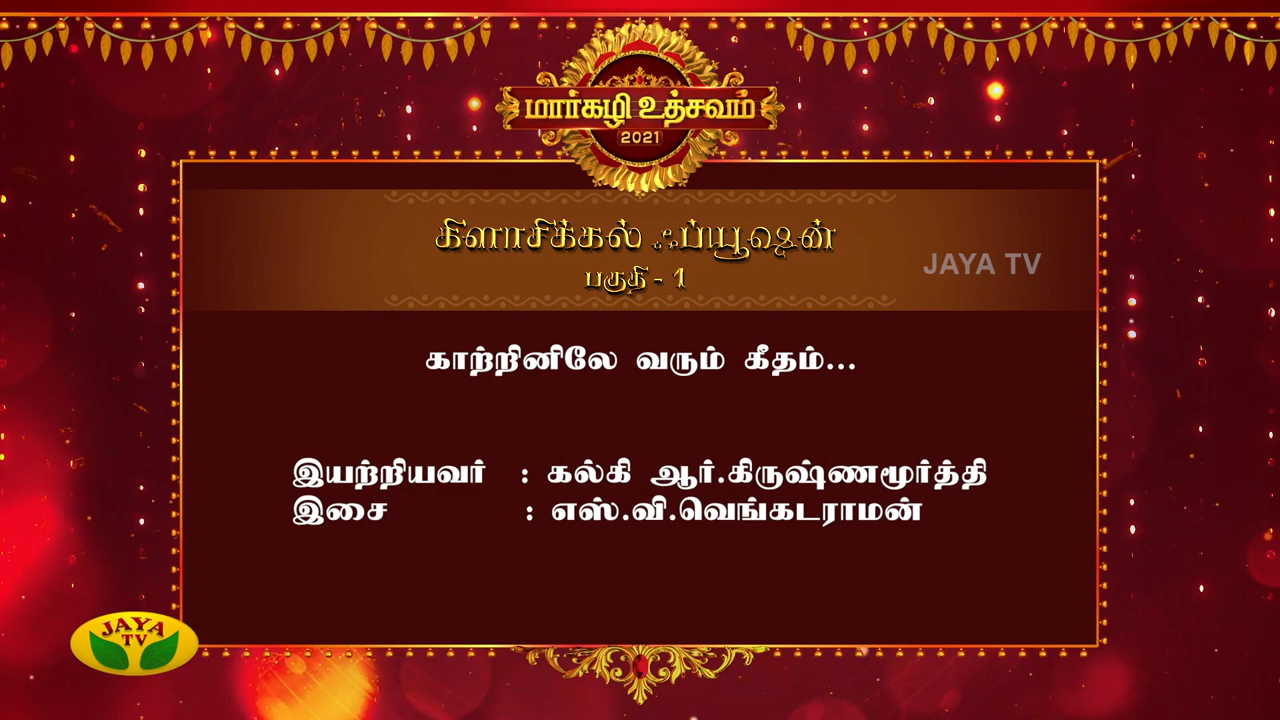 மார்கழி உத்சவம்
2021
கிளாசிக்கல் ஃப்யூஷன்
பகுதி - 1
JAYA TV
காற்றினிலே வரும் கீதம்...
இயற்றியவர் : கல்கி ஆர்.கிருஷ்ணமூர்த்தி
இசை : எஸ்.வி.வெங்கடராமன்
JAYA
TV